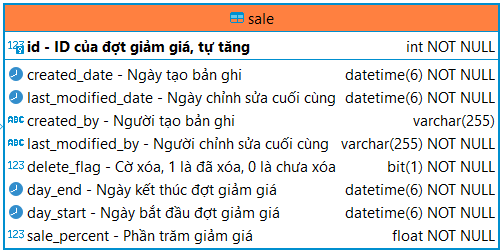 sale
id - ID của đợt giảm giá, tự tăng int NOT NULL
created_date - Ngày tạo bản ghi datetime(6) NOT NULL
last_modified_date - Ngày chỉnh sửa cuối cùng datetime(6) NOT NULL
created_by - Người tạo bản ghi varchar(255)
last_modified_by - Người chỉnh sửa cuối cùng varchar(255) NOT NULL
delete_flag - Cờ xóa, 1 là đã xóa, 0 là chưa xóa bit(1) NOT NULL
day_end - Ngày kết thúc đợt giảm giá datetime(6) NOT NULL
day_start - Ngày bắt đầu đợt giảm giá datetime(6) NOT NULL
sale_percent - Phần trăm giảm giá float NOT NULL